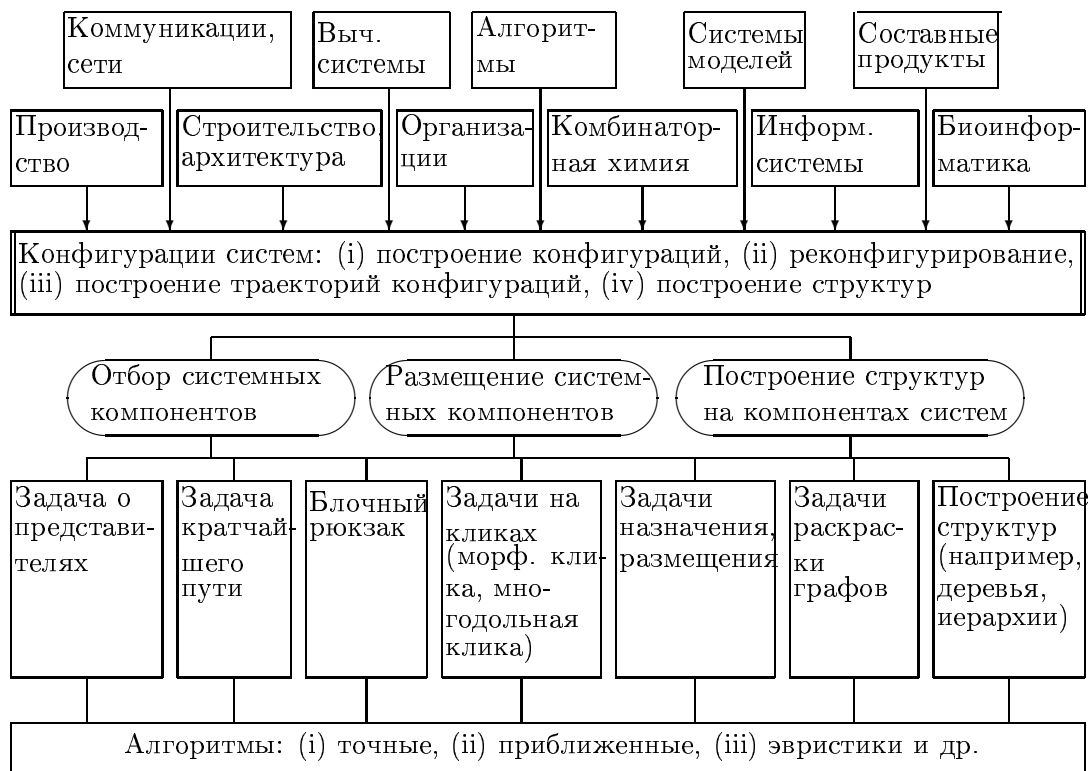 Коммуникации,
сети
Выч.
системы
Алгорит-
мы
Системы
моделей
Составные
продукты
Производ-
ство
Строительство,
архитектура
Организа-
ции
Комбинатор-
ная химия
Информ.
системы
Биоинфор-
матика
Конфигурации систем: (i) построение конфигураций, (ii) реконфигурирование,
(iii) построение траекторий конфигураций, (iv) построение структур
Отбор системных
компонентов
Размещение систем-
ных компонентов
Построение структур
на компонентах систем
Задача о
представи-
телях
Задача
кратчай-
шего
пути
Блочный
рюкзак
Задачи на
кликах
(морф. кли-
ка, мно-
годольная
клика)
Задачи
назначения,
размещения
Задачи
раскрас-
ки
графов
Построение
структур
(например,
деревья,
иерархии)
Алгоритмы: (i) точные, (ii) приближенные, (iii) эвристики и др.